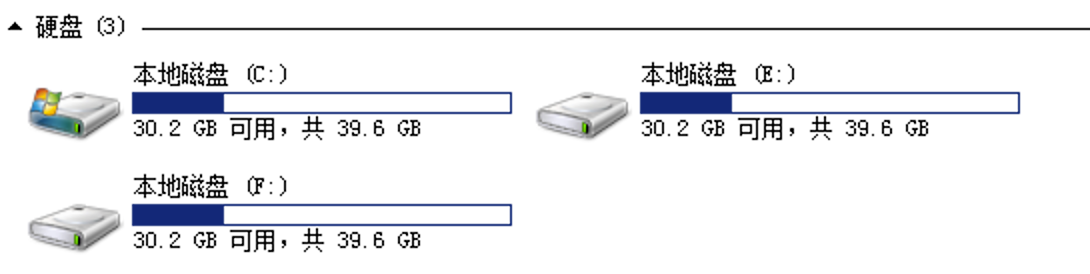 硬盘 (3)
本地磁盘 (C:)
30.2 GB 可用，共 39.6 GB
本地磁盘 (E:)
30.2 GB 可用，共 39.6 GB
本地磁盘 (F:)
30.2 GB 可用，共 39.6 GB